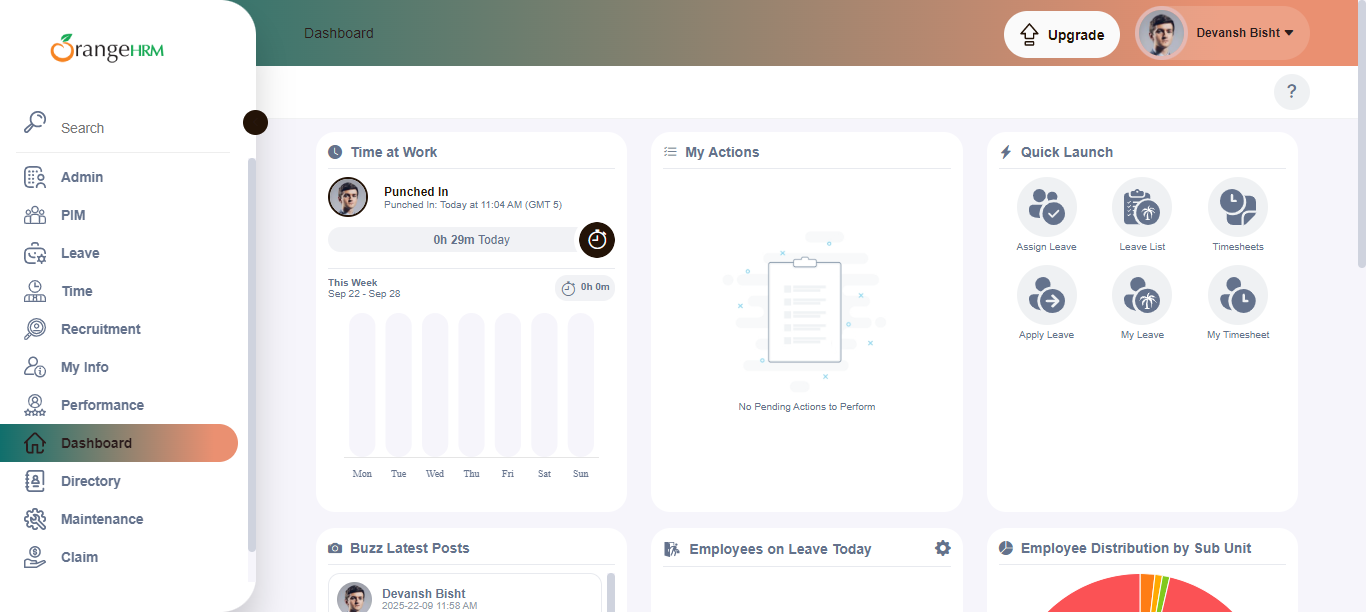 OrangeHRM
Dashboard
Upgrade
Devansh Bisht
?
Search
Admin
PIM
Leave
Time
Recruitment
My Info
Performance
Dashboard
Directory
Maintenance
Claim
Time at Work
Punched In
Punched In: Today at 11:04 AM (GMT 5)
0h 29m Today
This Week
Sep 22 - Sep 28
0h 0m
Mon Tue Wed Thu Fri Sat Sun
My Actions
No Pending Actions to Perform
Quick Launch
Assign Leave Leave List Timesheets
Apply Leave My Leave My Timesheet
Buzz Latest Posts
Devansh Bisht
2025-22-09 11:58 AM
Employees on Leave Today
Employee Distribution by Sub Unit